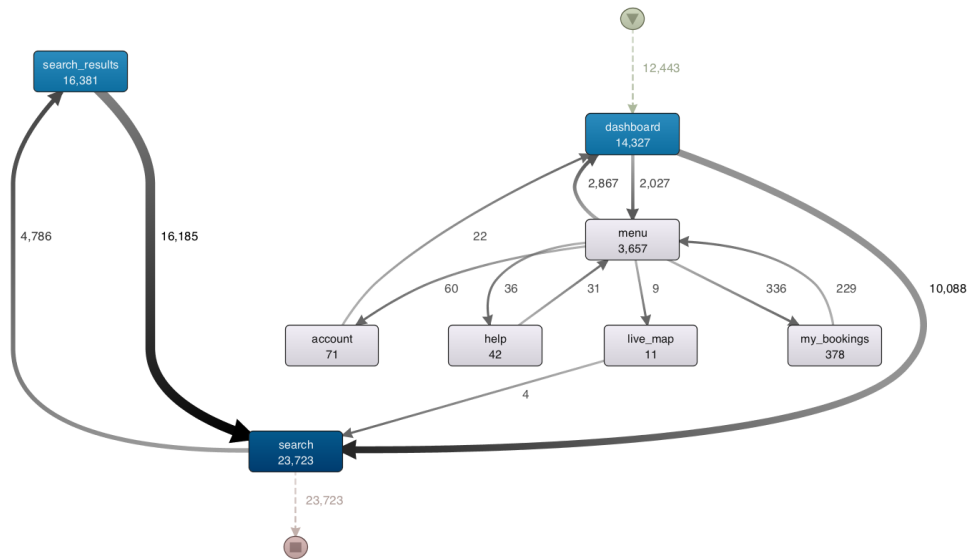 search_results
16,381
12,443
dashboard
14,327
2,867
2,027
menu
3,657
4,786
16,185
22
60
36
31
9
336
229
10,088
account
71
help
42
live_map
11
my_bookings
378
4
search
23,723
23,723